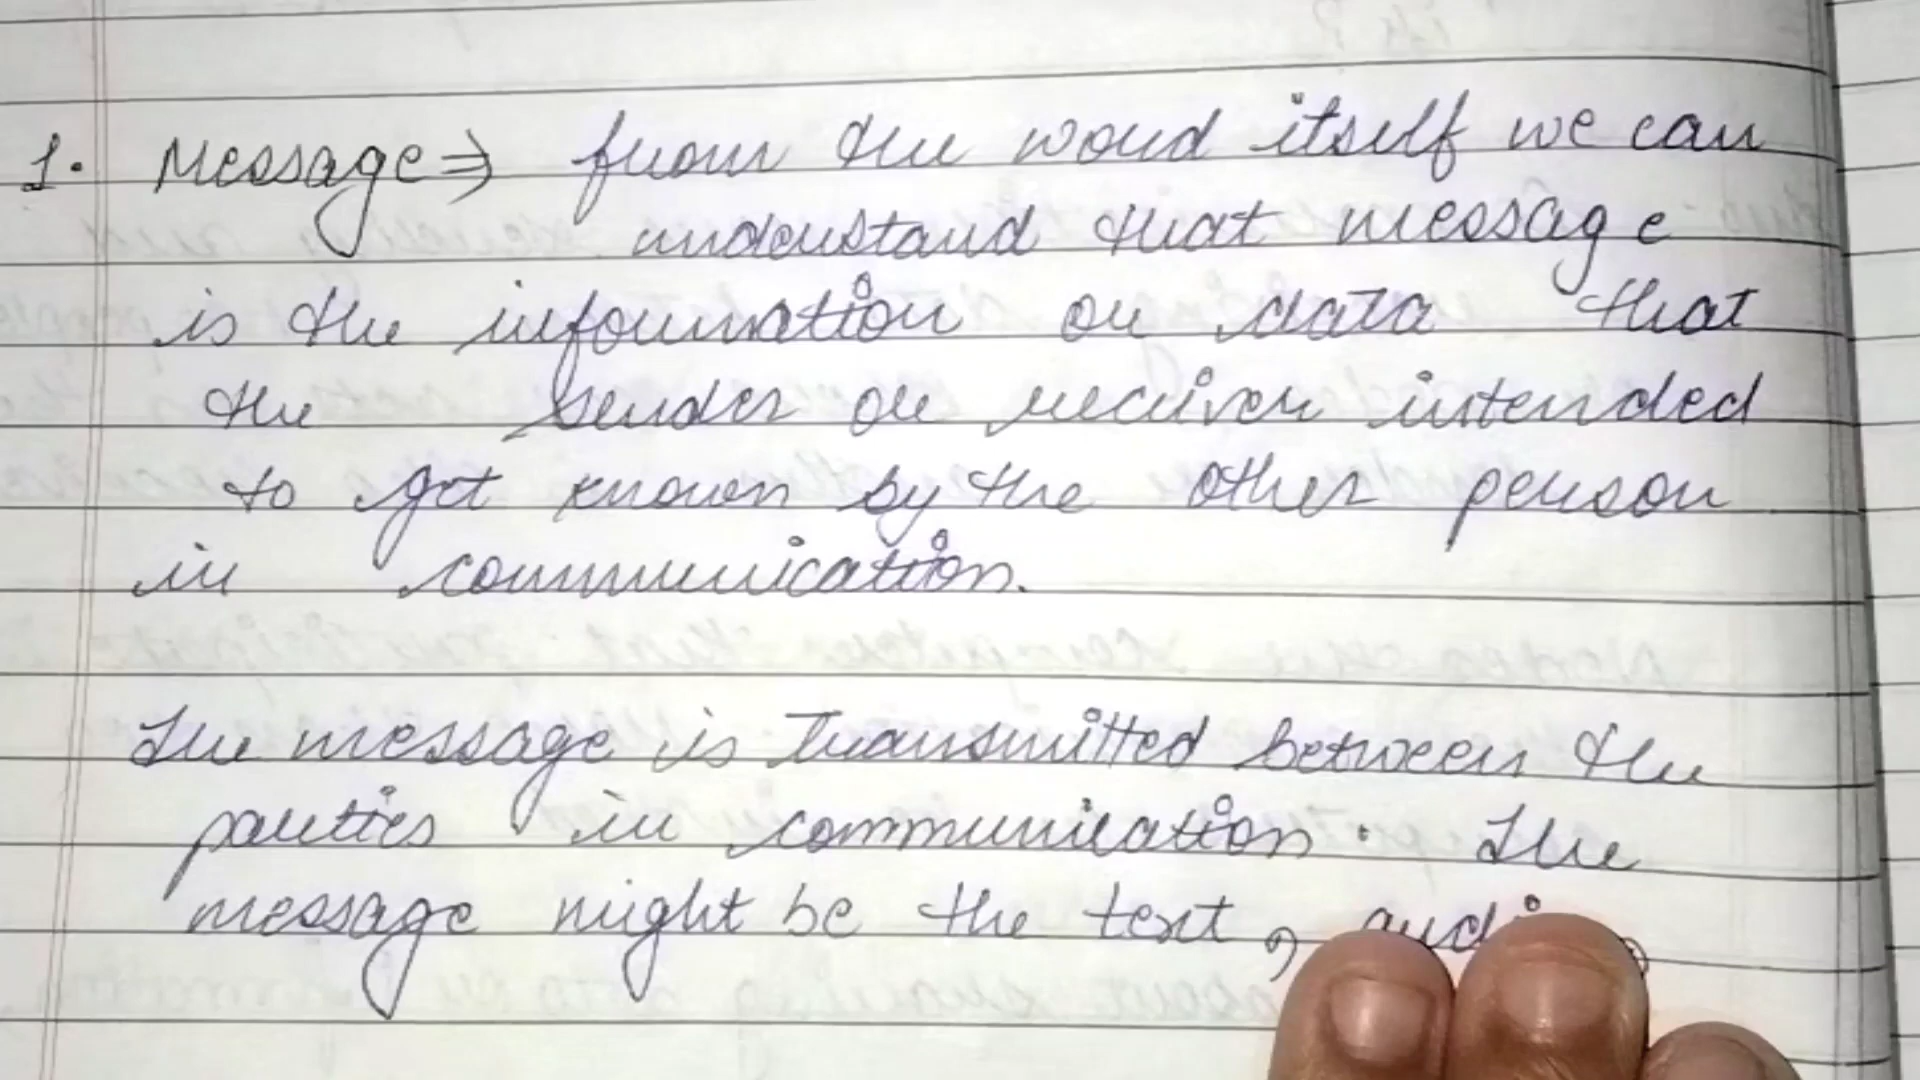 1. Message ⇒ from the word itself we can
understand that message
is the information or data that
the sender or reciver intended
to get known by the other person
in communication.
The message is transmitted between the
parties in communication. The
message might be the text,